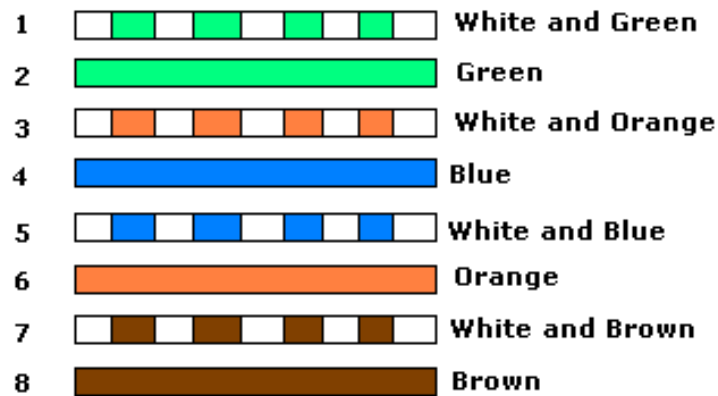 1 White and Green
2 Green
3 White and Orange
4 Blue
5 White and Blue
6 Orange
7 White and Brown
8 Brown